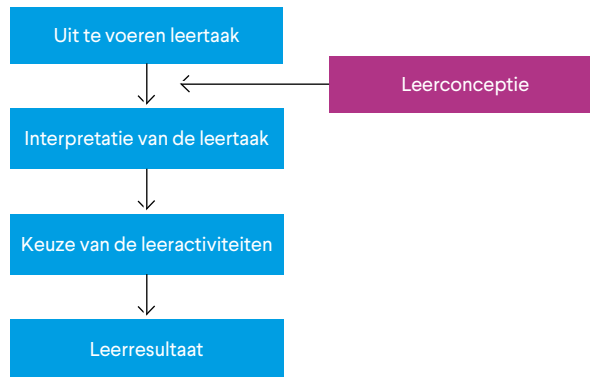 Uit te voeren leertaak
Leerconceptie
Interpretatie van de leertaak
Keuze van de leeractiviteiten
Leerresultaat